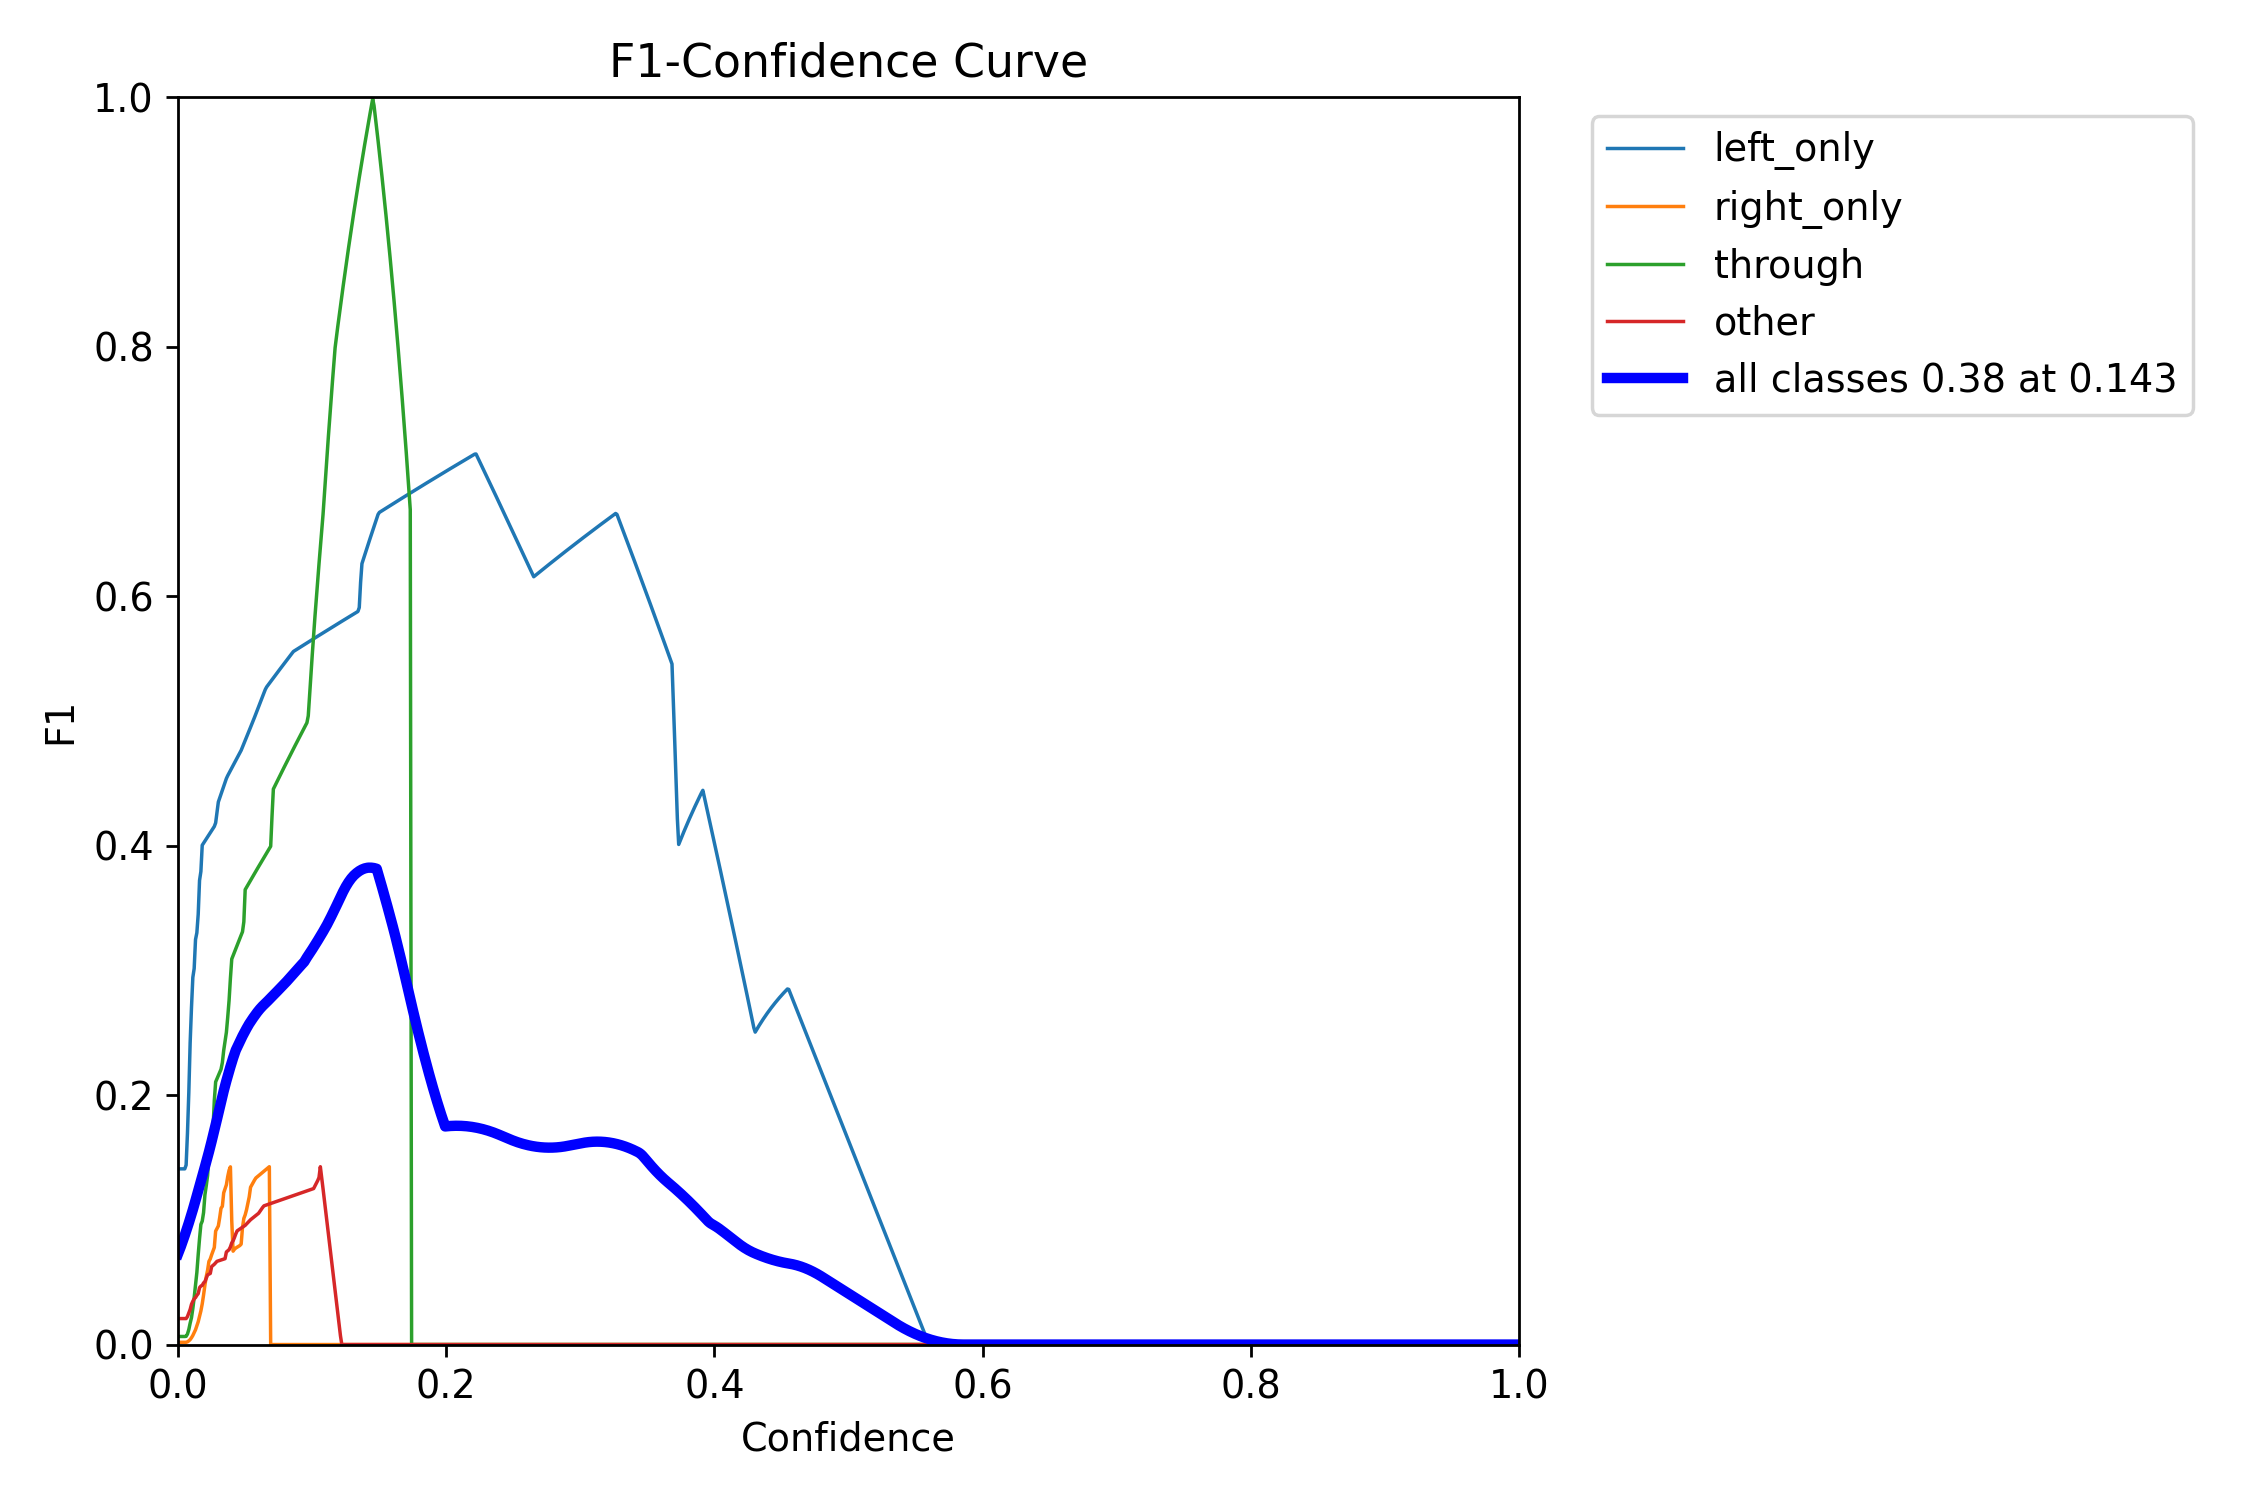 F1-Confidence Curve
1.0
0.8
0.6
0.4
0.2
0.0
F1
0.0 0.2 0.4 0.6 0.8 1.0
Confidence
left_only
right_only
through
other
all classes 0.38 at 0.143